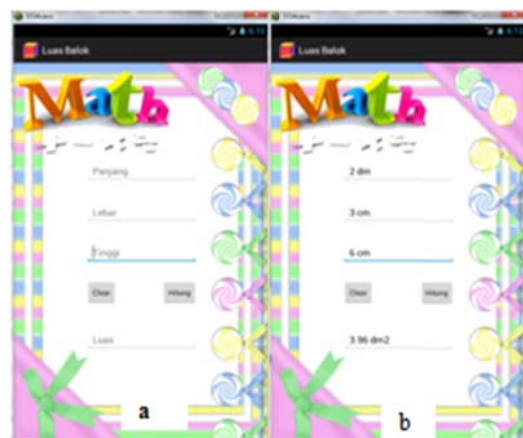 Luas Balok
Math
Panjang
Lebar
Tinggi
Clear Hitung
Luas
a
Luas Balok
Math
2 dm
3 cm
6 cm
Clear Hitung
3.96 dm2
b